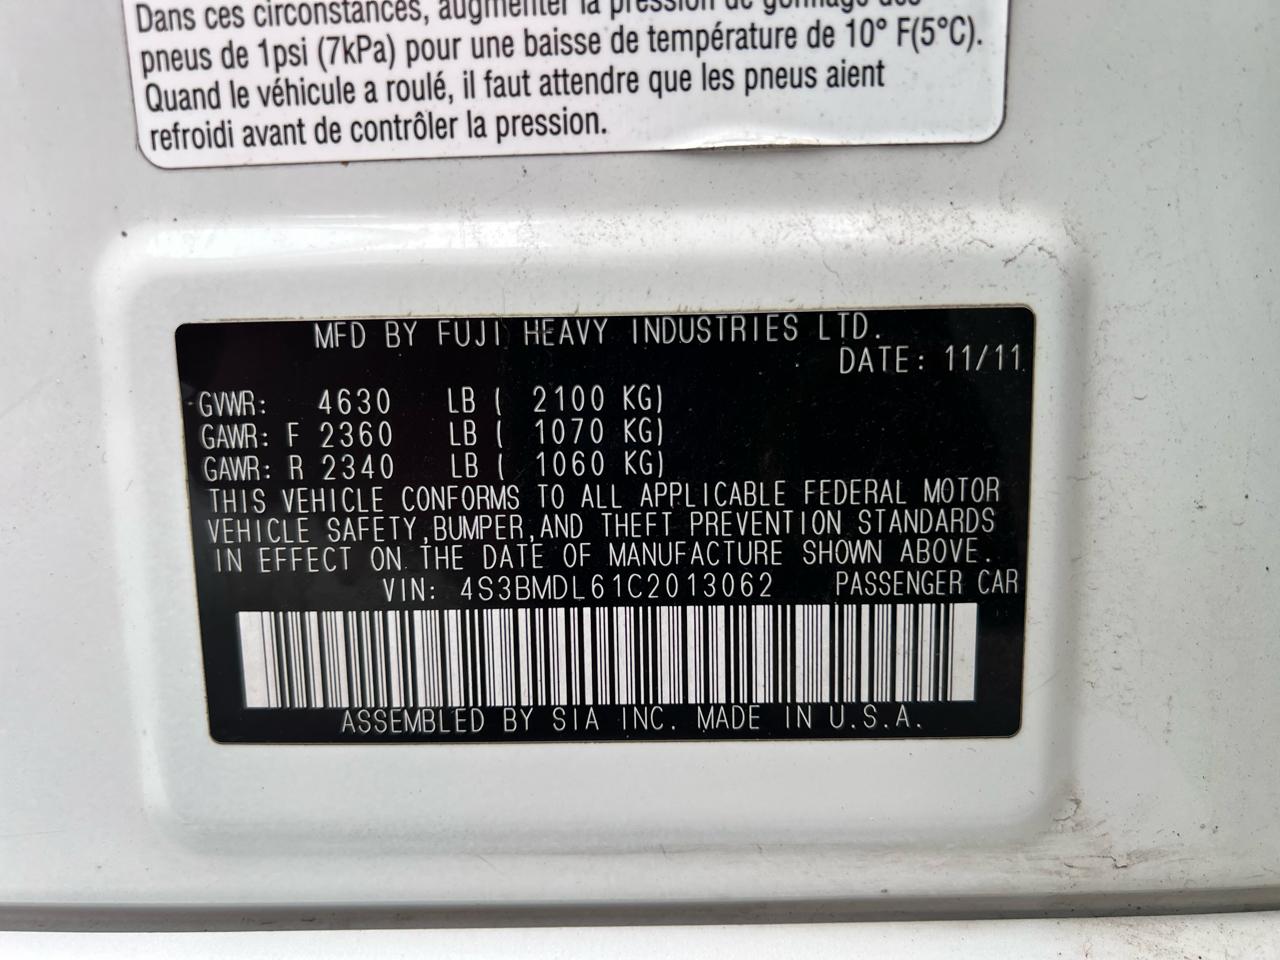 Dans ces circonstances, augmenter la pression de gonflage des
pneus de 1psi (7kPa) pour une baisse de température de 10° F(5°C).
Quand le véhicule a roulé, il faut attendre que les pneus aient
refroidi avant de contrôler la pression.
MFD BY FUJI HEAVY INDUSTRIES LTD.
DATE: 11/11
GVWR: 4630 LB ( 2100 KG)
GAWR: F 2360 LB ( 1070 KG)
GAWR: R 2340 LB ( 1060 KG)
THIS VEHICLE CONFORMS TO ALL APPLICABLE FEDERAL MOTOR
VEHICLE SAFETY,BUMPER,AND THEFT PREVENTION STANDARDS
IN EFFECT ON THE DATE OF MANUFACTURE SHOWN ABOVE.
VIN: 4S3BMDL61C2013062 PASSENGER CAR
ASSEMBLED BY SIA INC. MADE IN U.S.A.